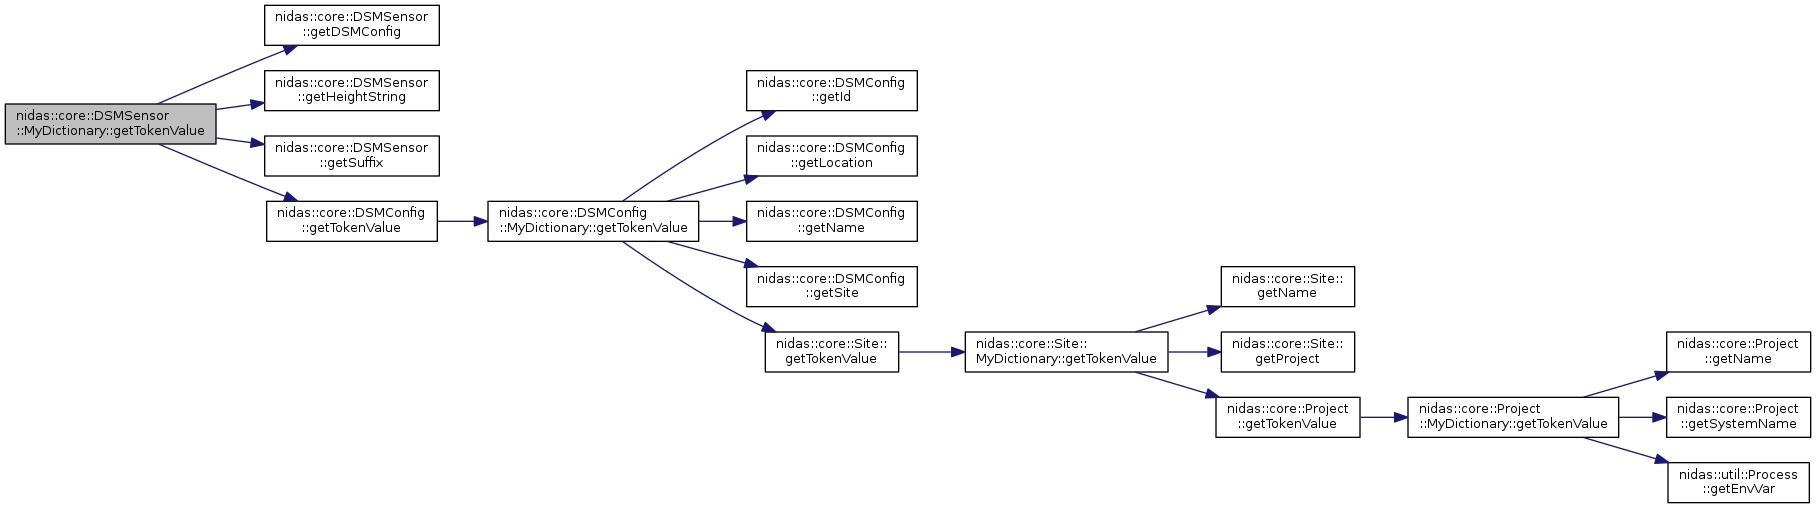 nidas::core::DSMSensor
::getDSMConfig
nidas::core::DSMSensor
::getHeightString
nidas::core::DSMSensor
::MyDictionary::getTokenValue
nidas::core::DSMSensor
::getSuffix
nidas::core::DSMConfig
::getTokenValue
nidas::core::DSMConfig
::MyDictionary::getTokenValue
nidas::core::DSMConfig
::getId
nidas::core::DSMConfig
::getLocation
nidas::core::DSMConfig
::getName
nidas::core::DSMConfig
::getSite
nidas::core::Site::
getTokenValue
nidas::core::Site::
MyDictionary::getTokenValue
nidas::core::Site::
getName
nidas::core::Site::
getProject
nidas::core::Project
::getTokenValue
nidas::core::Project
::MyDictionary::getTokenValue
nidas::core::Project
::getName
nidas::core::Project
::getSystemName
nidas::util::Process
::getEnvVar